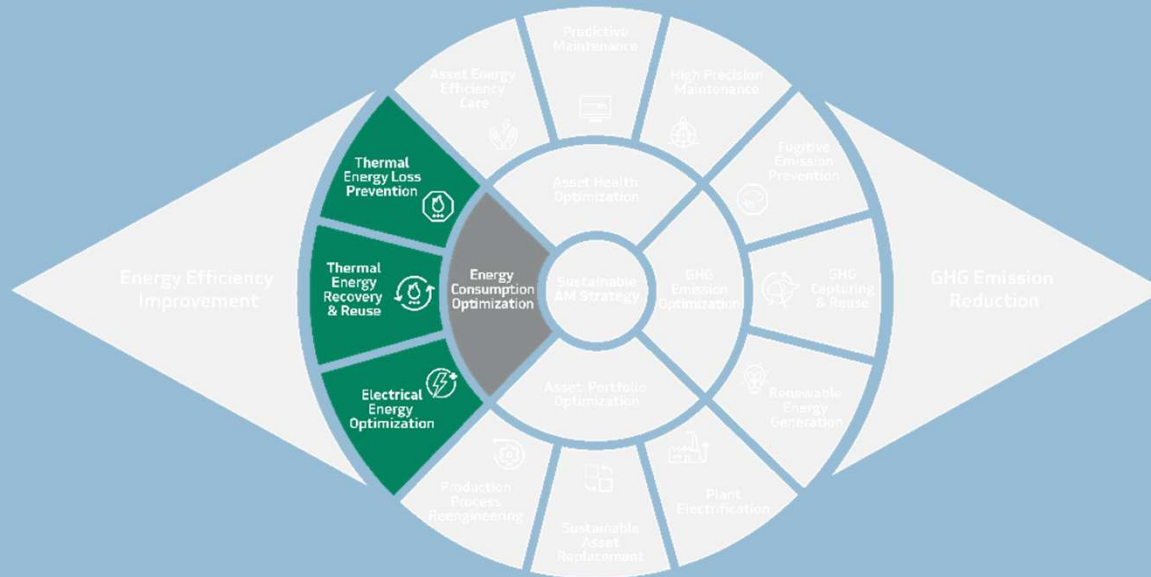 Predictive
Maintenance
Asset Energy
Efficiency
Care
High Precision
Maintenance
Thermal
Energy Loss
Prevention
Fugitive
Emission
Prevention
Asset Health
Optimization
Energy Efficiency
Improvement
Thermal
Energy
Recovery
& Reuse
Energy
Consumption
Optimization
Sustainable
AM Strategy
GHG
Emission
Optimization
GHG
Capturing
& Reuse
GHG Emission
Reduction
Electrical
Energy
Optimization
Asset Portfolio
Optimization
Renewable
Energy
Generation
Production
Process
Reengineering
Sustainable
Asset
Replacement
Plant
Electrification